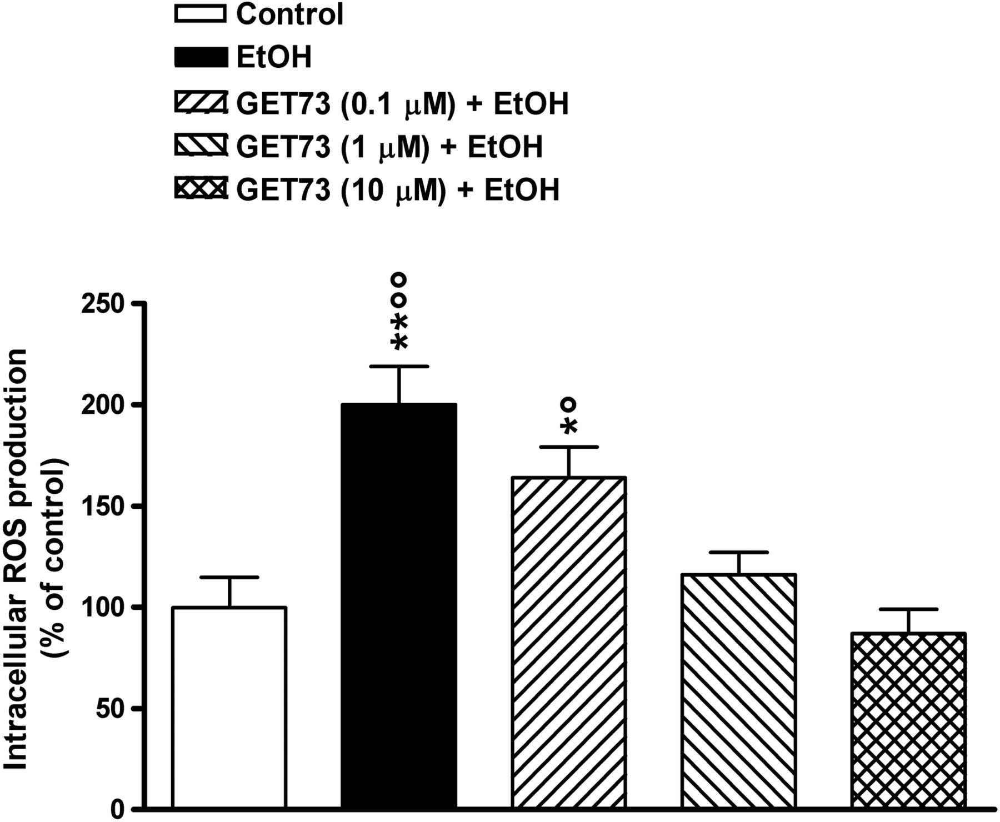 Control
EtOH
GET73 (0.1 μM) + EtOH
GET73 (1 μM) + EtOH
GET73 (10 μM) + EtOH
Intracellular ROS production
(% of control)
250
200
150
100
50
0
**°°
*°